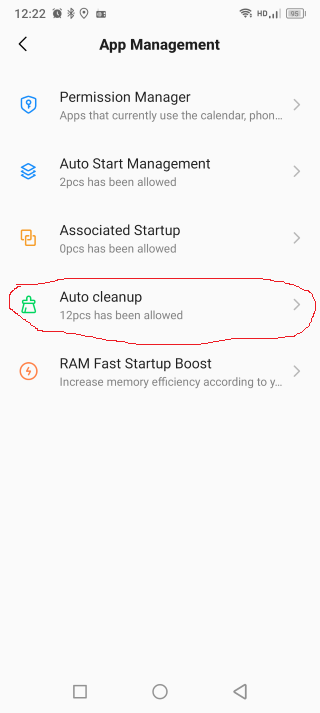 12:22
HD
95
App Management
Permission Manager
Apps that currently use the calendar, phon...
Auto Start Management
2pcs has been allowed
Associated Startup
0pcs has been allowed
Auto cleanup
12pcs has been allowed
RAM Fast Startup Boost
Increase memory efficiency according to y...